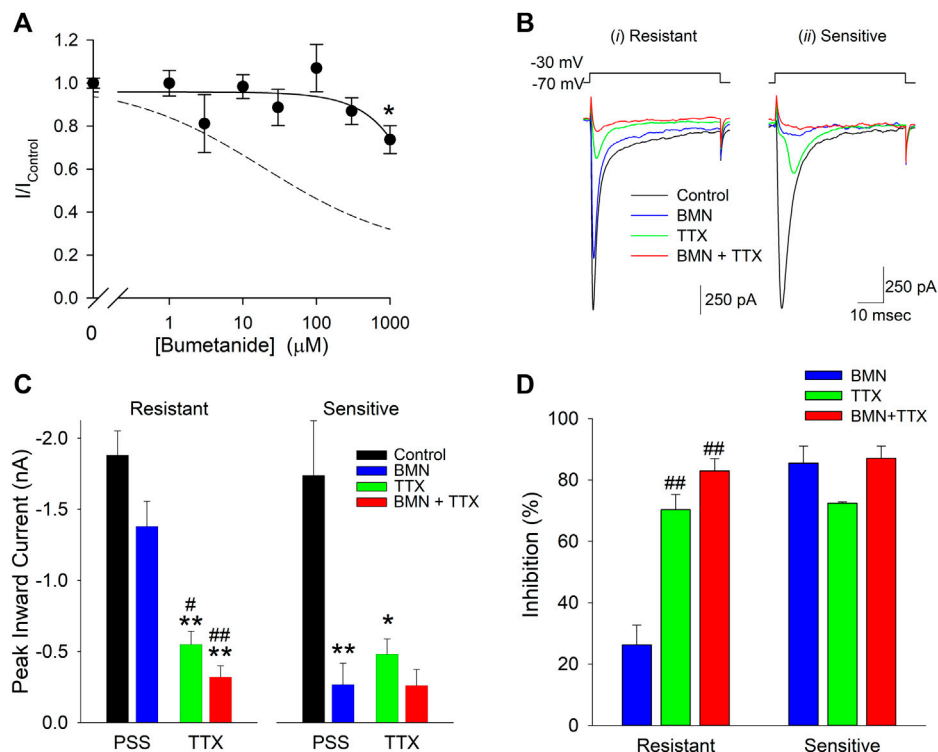 A
1.2
1.0
0.8
0.6
0.4
0.2
0.0
I/I_Control
*
0
1
10
100
1000
[Bumetanide] (μM)
B
(i) Resistant
(ii) Sensitive
-30 mV
-70 mV
Control
BMN
TTX
BMN + TTX
250 pA
250 pA
10 msec
C
Resistant
Sensitive
Peak Inward Current (nA)
-2.0
-1.5
-1.0
-0.5
0.0
Control
BMN
TTX
BMN + TTX
#
**
##
**
**
*
PSS
TTX
PSS
TTX
D
BMN
TTX
BMN+TTX
Inhibition (%)
100
80
60
40
20
0
##
##
Resistant
Sensitive